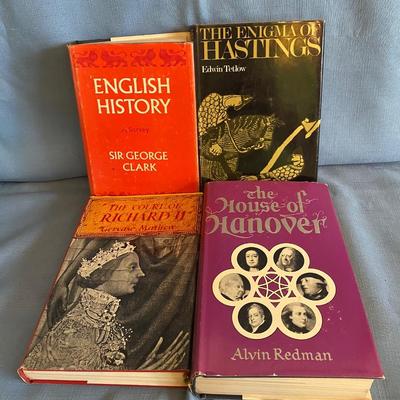 ENGLISH
HISTORY
A Survey
SIR GEORGE
CLARK
THE ENIGMA OF
HASTINGS
Edwin Tetlow
THE COURT OF
RICHARD II
Gervase Mathew
The
House of
Hanover
Alvin Redman